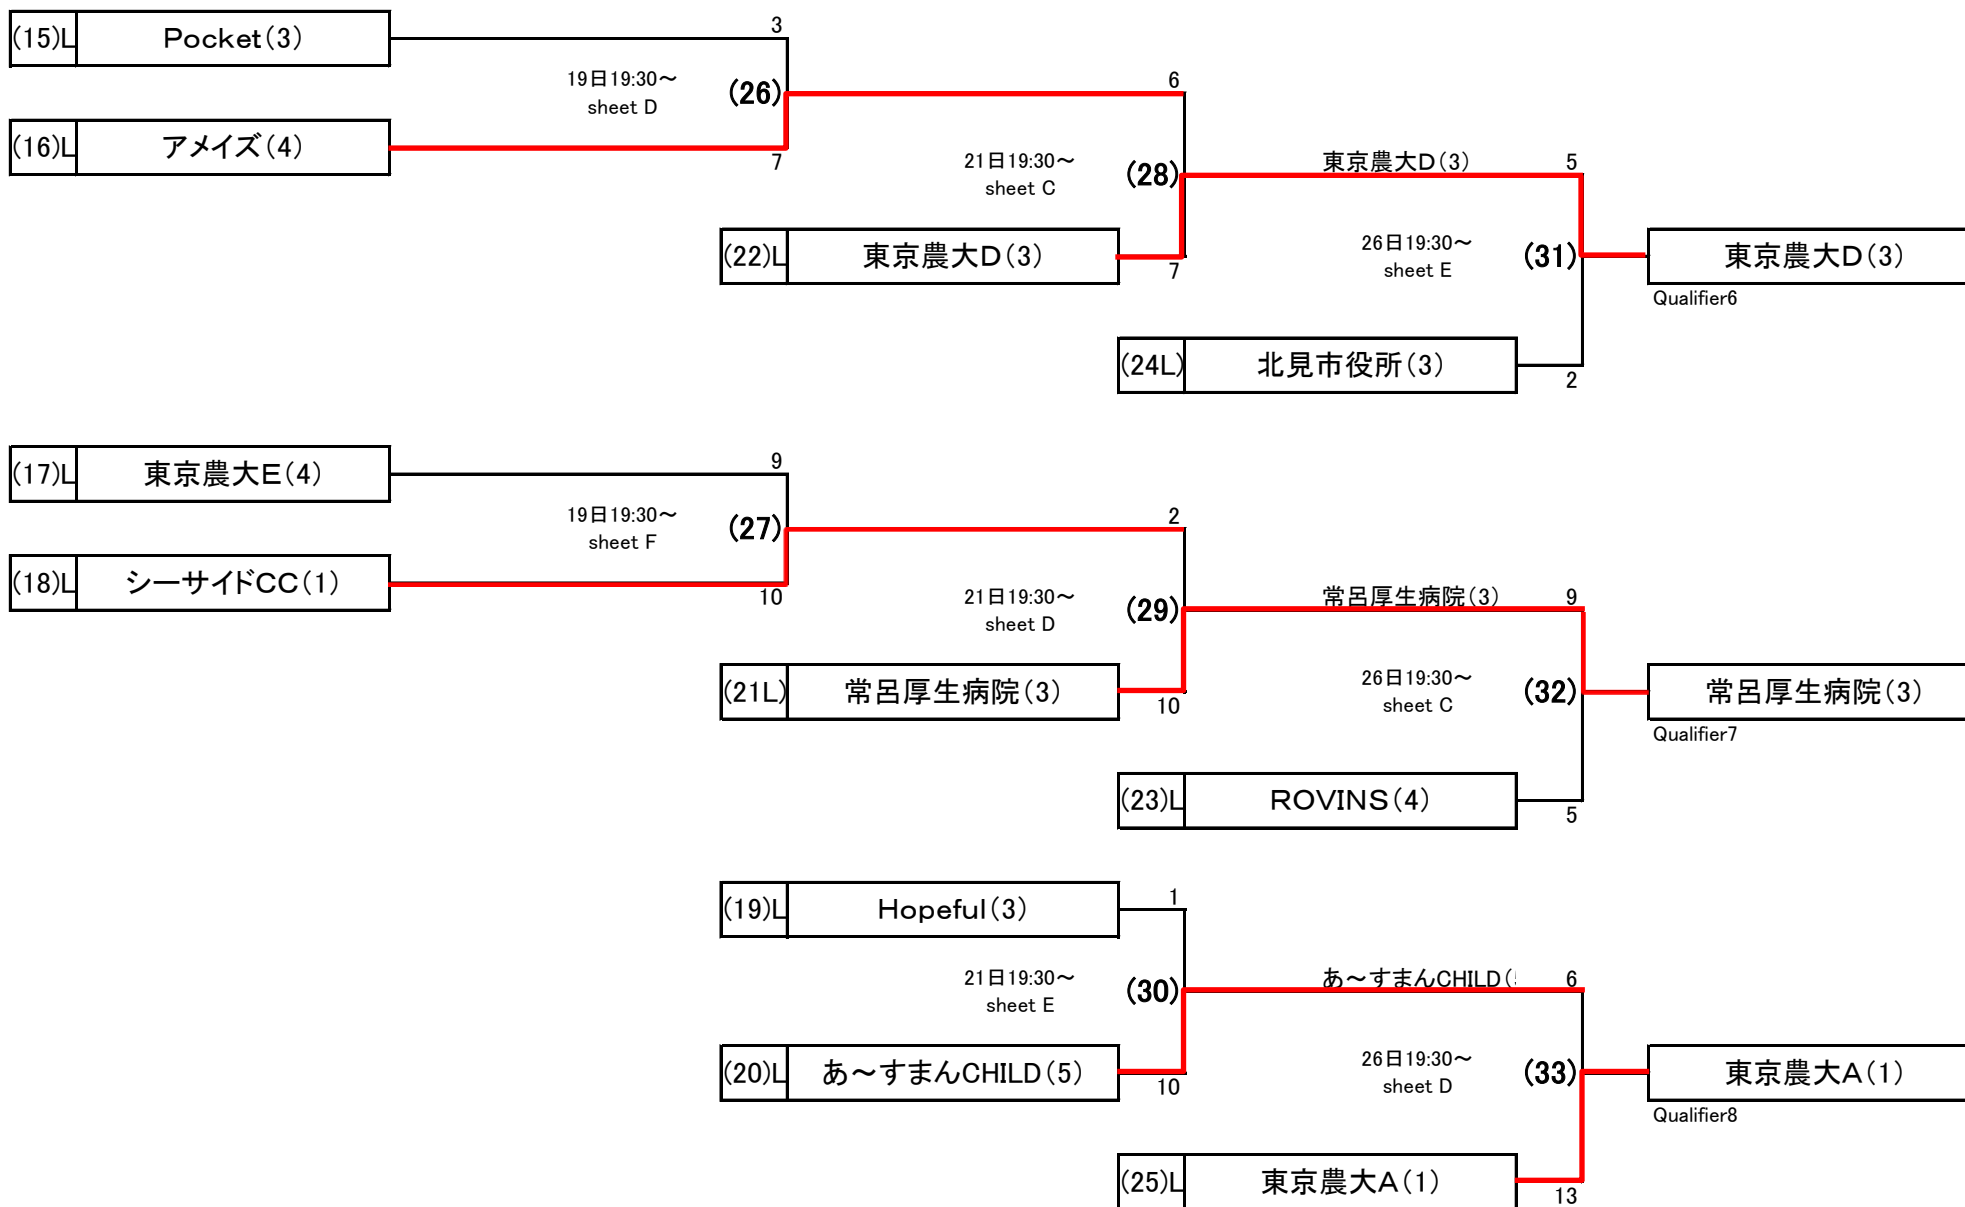 (15)L Pocket(3) 3
19日19:30～ (26) 6
sheet D
(16)L アメイズ(4) 7
21日19:30～ (28) 東京農大D(3) 5
sheet C
(22)L 東京農大D(3) 7
26日19:30～ (31) 東京農大D(3)
sheet E
Qualifier6
(24L) 北見市役所(3) 2
(17)L 東京農大E(4) 9
19日19:30～ (27) 2
sheet F
(18)L シーサイドCC(1) 10
21日19:30～ (29) 常呂厚生病院(3) 9
sheet D
(21L) 常呂厚生病院(3) 10
26日19:30～ (32) 常呂厚生病院(3)
sheet C
Qualifier7
(23)L ROVINS(4) 5
(19)L Hopeful(3) 1
21日19:30～ (30) あ～すまんCHILD( 6
sheet E
(20)L あ～すまんCHILD(5) 10
26日19:30～ (33) 東京農大A(1)
sheet D
Qualifier8
(25)L 東京農大A(1) 13